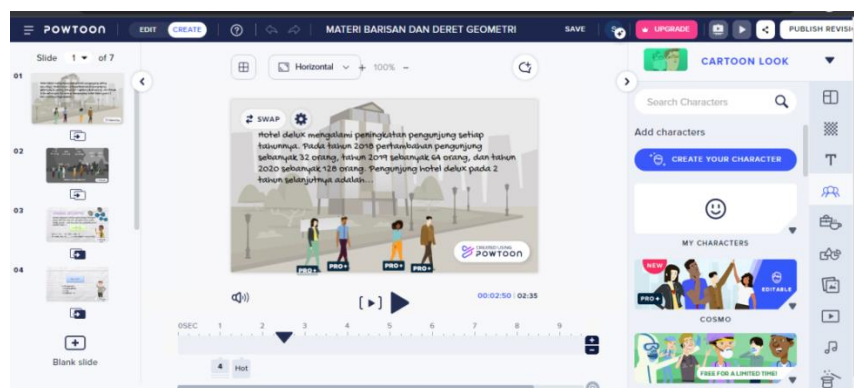 POWTOON
EDIT CREATE
MATERI BARISAN DAN DERET GEOMETRI
SAVE
UPGRADE
PUBLISH REVISI
Slide 1 of 7
01
02
03
04
Blank slide
Horizontal
+ 100% −
SWAP
Hotel delux mengalami peningkatan pengunjung setiap
tahunnya. Pada tahun 2018 pertambahan pengunjung
sebanyak 32 orang, tahun 2019 sebanyak 64 orang, dan tahun
2020 sebanyak 128 orang. Pengunjung hotel delux pada 2
tahun selanjutnya adalah...
PRO+ PRO+ PRO+
CREATED USING
POWTOON
00:02:50 02:35
0SEC 1 2 3 4 5 6 7 8 9
4 Hot
CARTOON LOOK
Search Characters
Add characters
CREATE YOUR CHARACTER
MY CHARACTERS
NEW
PRO+
EDITABLE
COSMO
FREE FOR A LIMITED TIME!